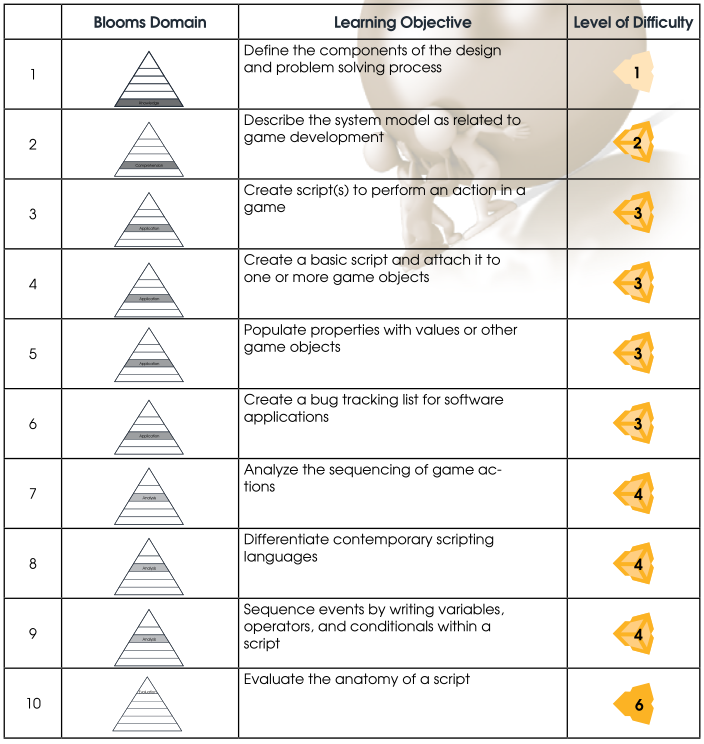 Blooms Domain Learning Objective Level of Difficulty
1 Knowledge Define the components of the design
and problem solving process 1
2 Comprehension Describe the system model as related to
game development 2
3 Application Create script(s) to perform an action in a
game 3
4 Application Create a basic script and attach it to
one or more game objects 3
5 Application Populate properties with values or other
game objects 3
6 Application Create a bug tracking list for software
applications 3
7 Analysis Analyze the sequencing of game ac-
tions 4
8 Analysis Differentiate contemporary scripting
languages 4
9 Analysis Sequence events by writing variables,
operators, and conditionals within a
script 4
10 Evaluation Evaluate the anatomy of a script 6